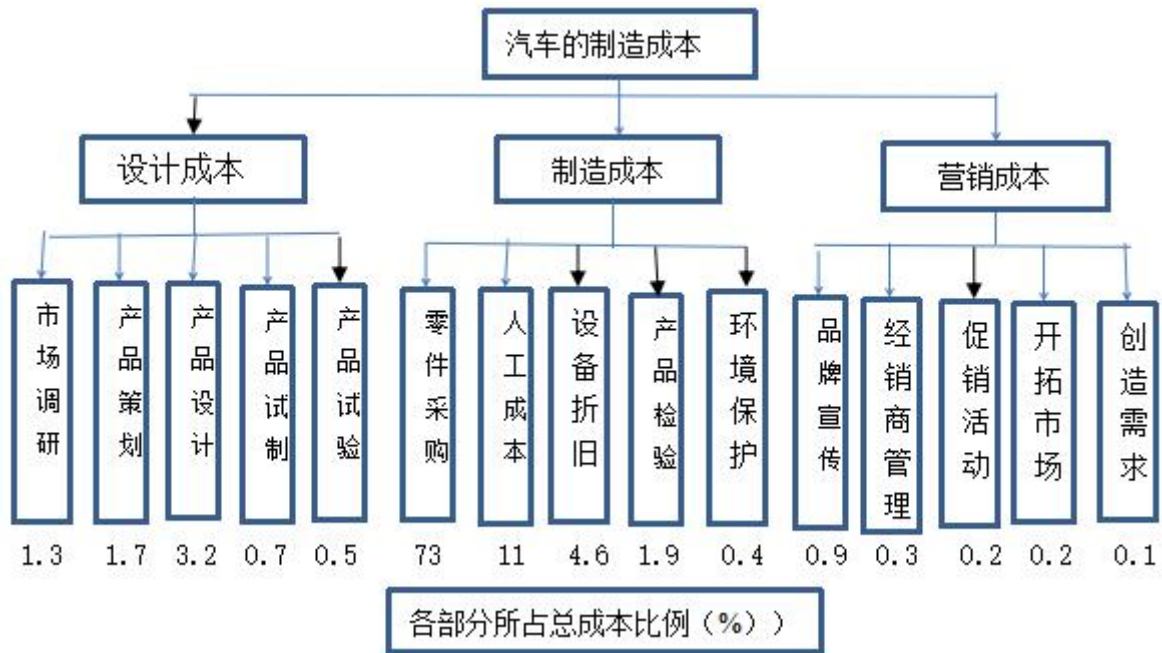 汽车的制造成本
设计成本
制造成本
营销成本
市场调研
产品策划
产品设计
产品试制
产品试验
零件采购
人工成本
设备折旧
产品检验
环境保护
品牌宣传
经销商管理
促销活动
开拓市场
创造需求
1.3 1.7 3.2 0.7 0.5 73 11 4.6 1.9 0.4 0.9 0.3 0.2 0.2 0.1
各部分所占总成本比例（%））